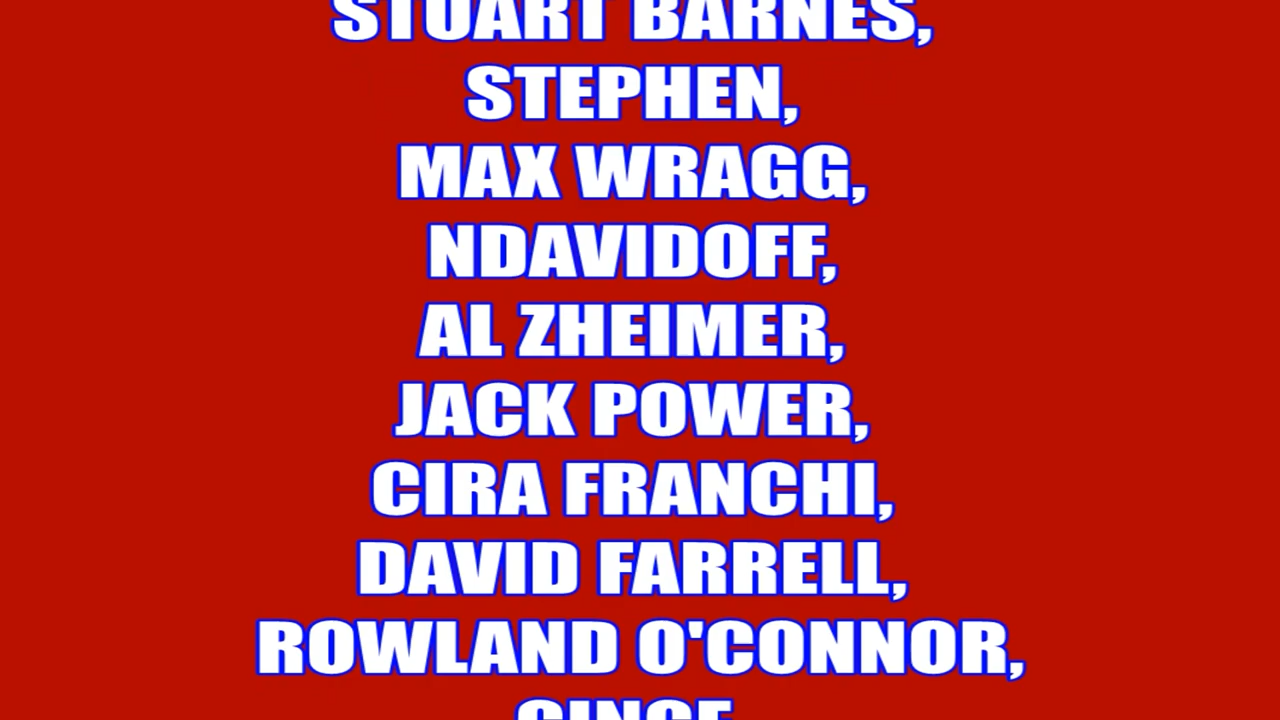 STUART BARNES,
STEPHEN,
MAX WRAGG,
NDAVIDOFF,
AL ZHEIMER,
JACK POWER,
CIRA FRANCHI,
DAVID FARRELL,
ROWLAND O'CONNOR,